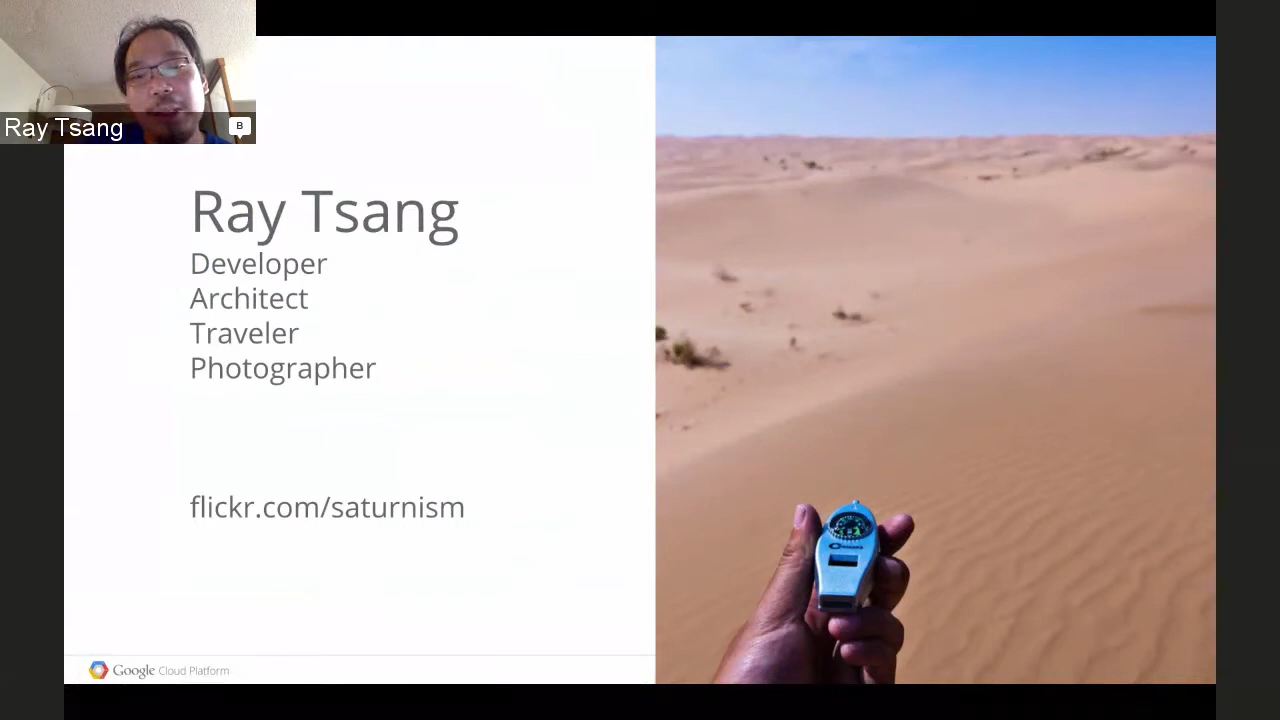 Ray Tsang
B
Ray Tsang
Developer
Architect
Traveler
Photographer
flickr.com/saturnism
Google Cloud Platform